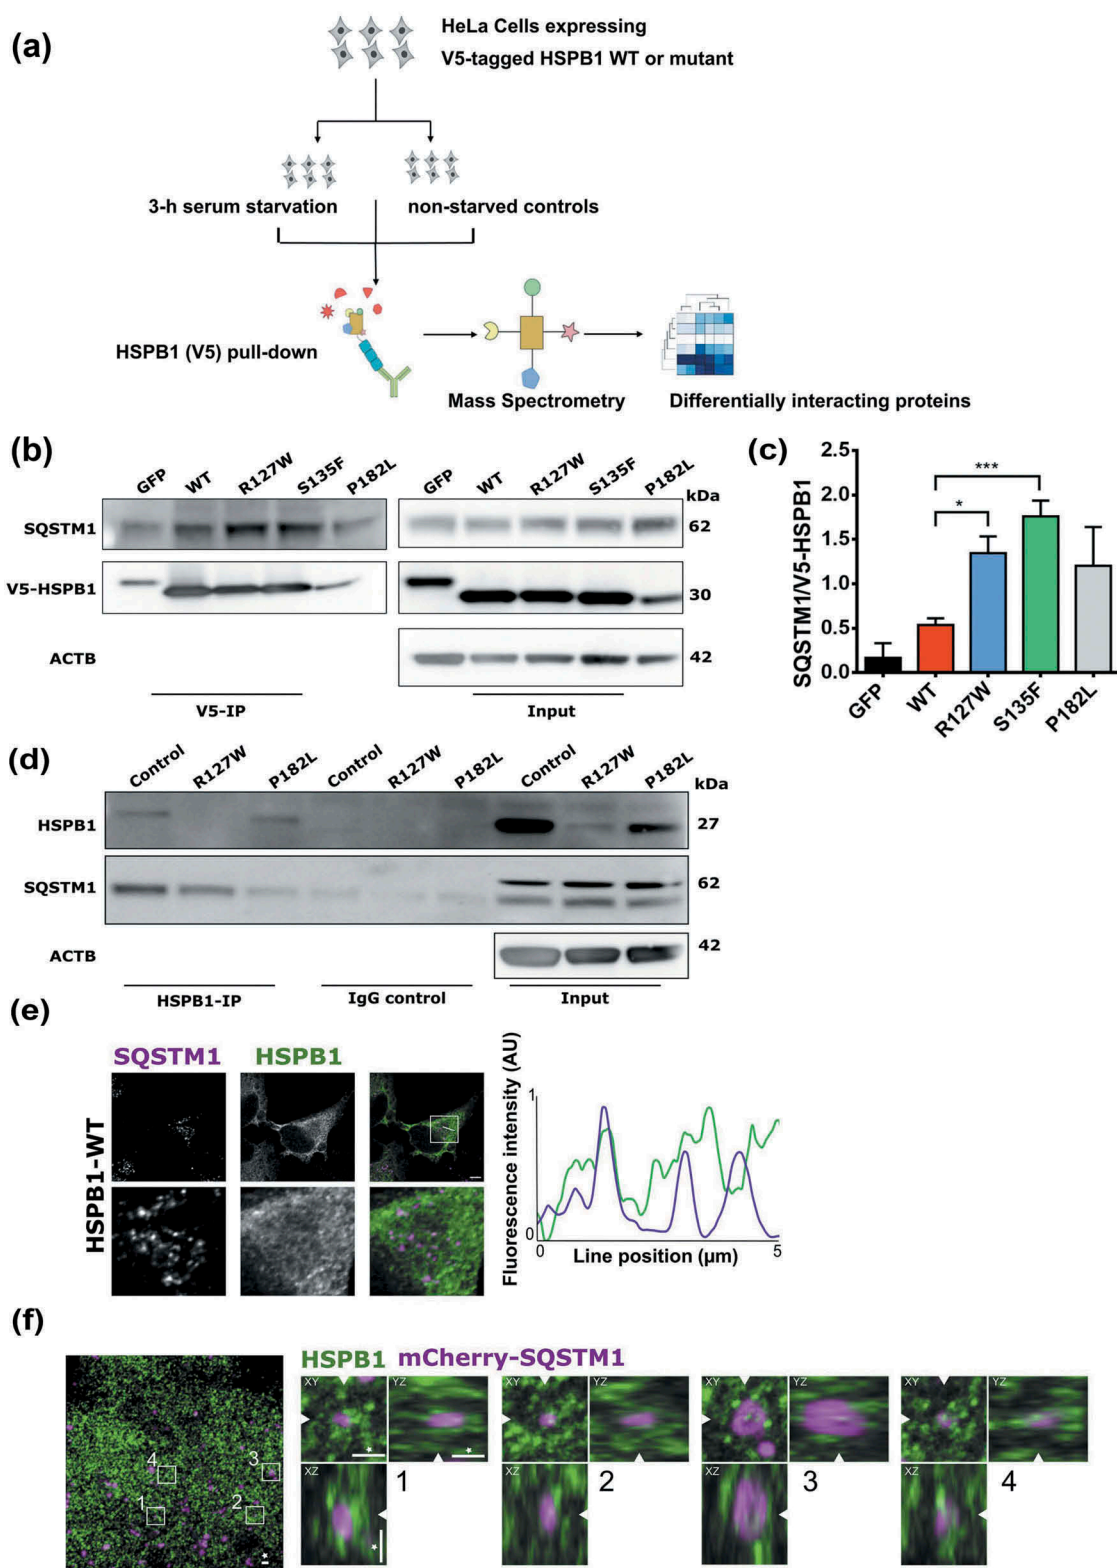 (a)
HeLa Cells expressing
V5-tagged HSPB1 WT or mutant
3-h serum starvation
non-starved controls
HSPB1 (V5) pull-down
Mass Spectrometry
Differentially interacting proteins
(b)
GFP WT R127W S135F P182L GFP WT R127W S135F P182L
kDa
SQSTM1 62
V5-HSPB1 30
ACTB 42
V5-IP Input
(c)
SQSTM1/V5-HSPB1
2.5
2.0
1.5
1.0
0.5
0.0
***
*
GFP WT R127W S135F P182L
(d)
Control R127W P182L Control R127W P182L Control R127W P182L
kDa
HSPB1 27
SQSTM1 62
ACTB 42
HSPB1-IP IgG control Input
(e)
SQSTM1 HSPB1
HSPB1-WT
Fluorescence intensity (AU)
1
0
0 5
Line position (µm)
(f)
HSPB1 mCherry-SQSTM1
XY YZ XY YZ XY YZ XY YZ
* *
4 3
1 2
*
XZ 1 XZ 2 XZ 3 XZ 4
*